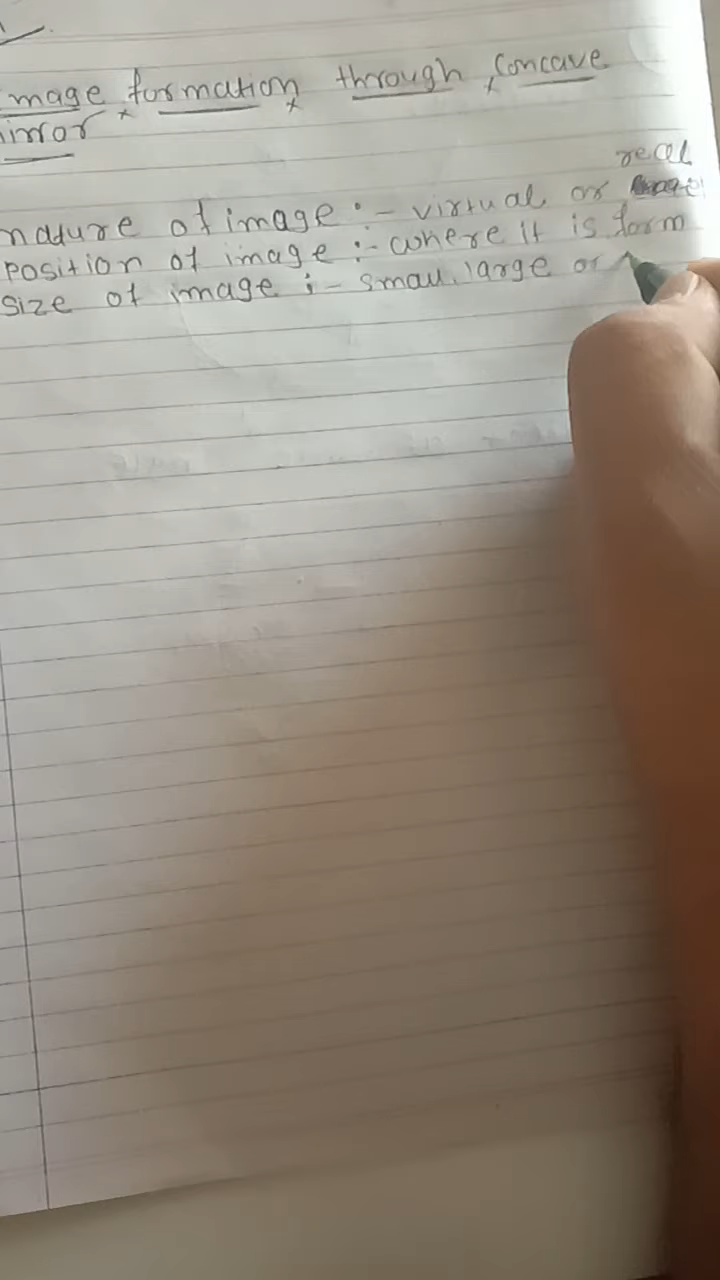 mage formation through concave
irror
real
nature of image :- virtual or
position of image :- where it is form
size of image :- small, large or